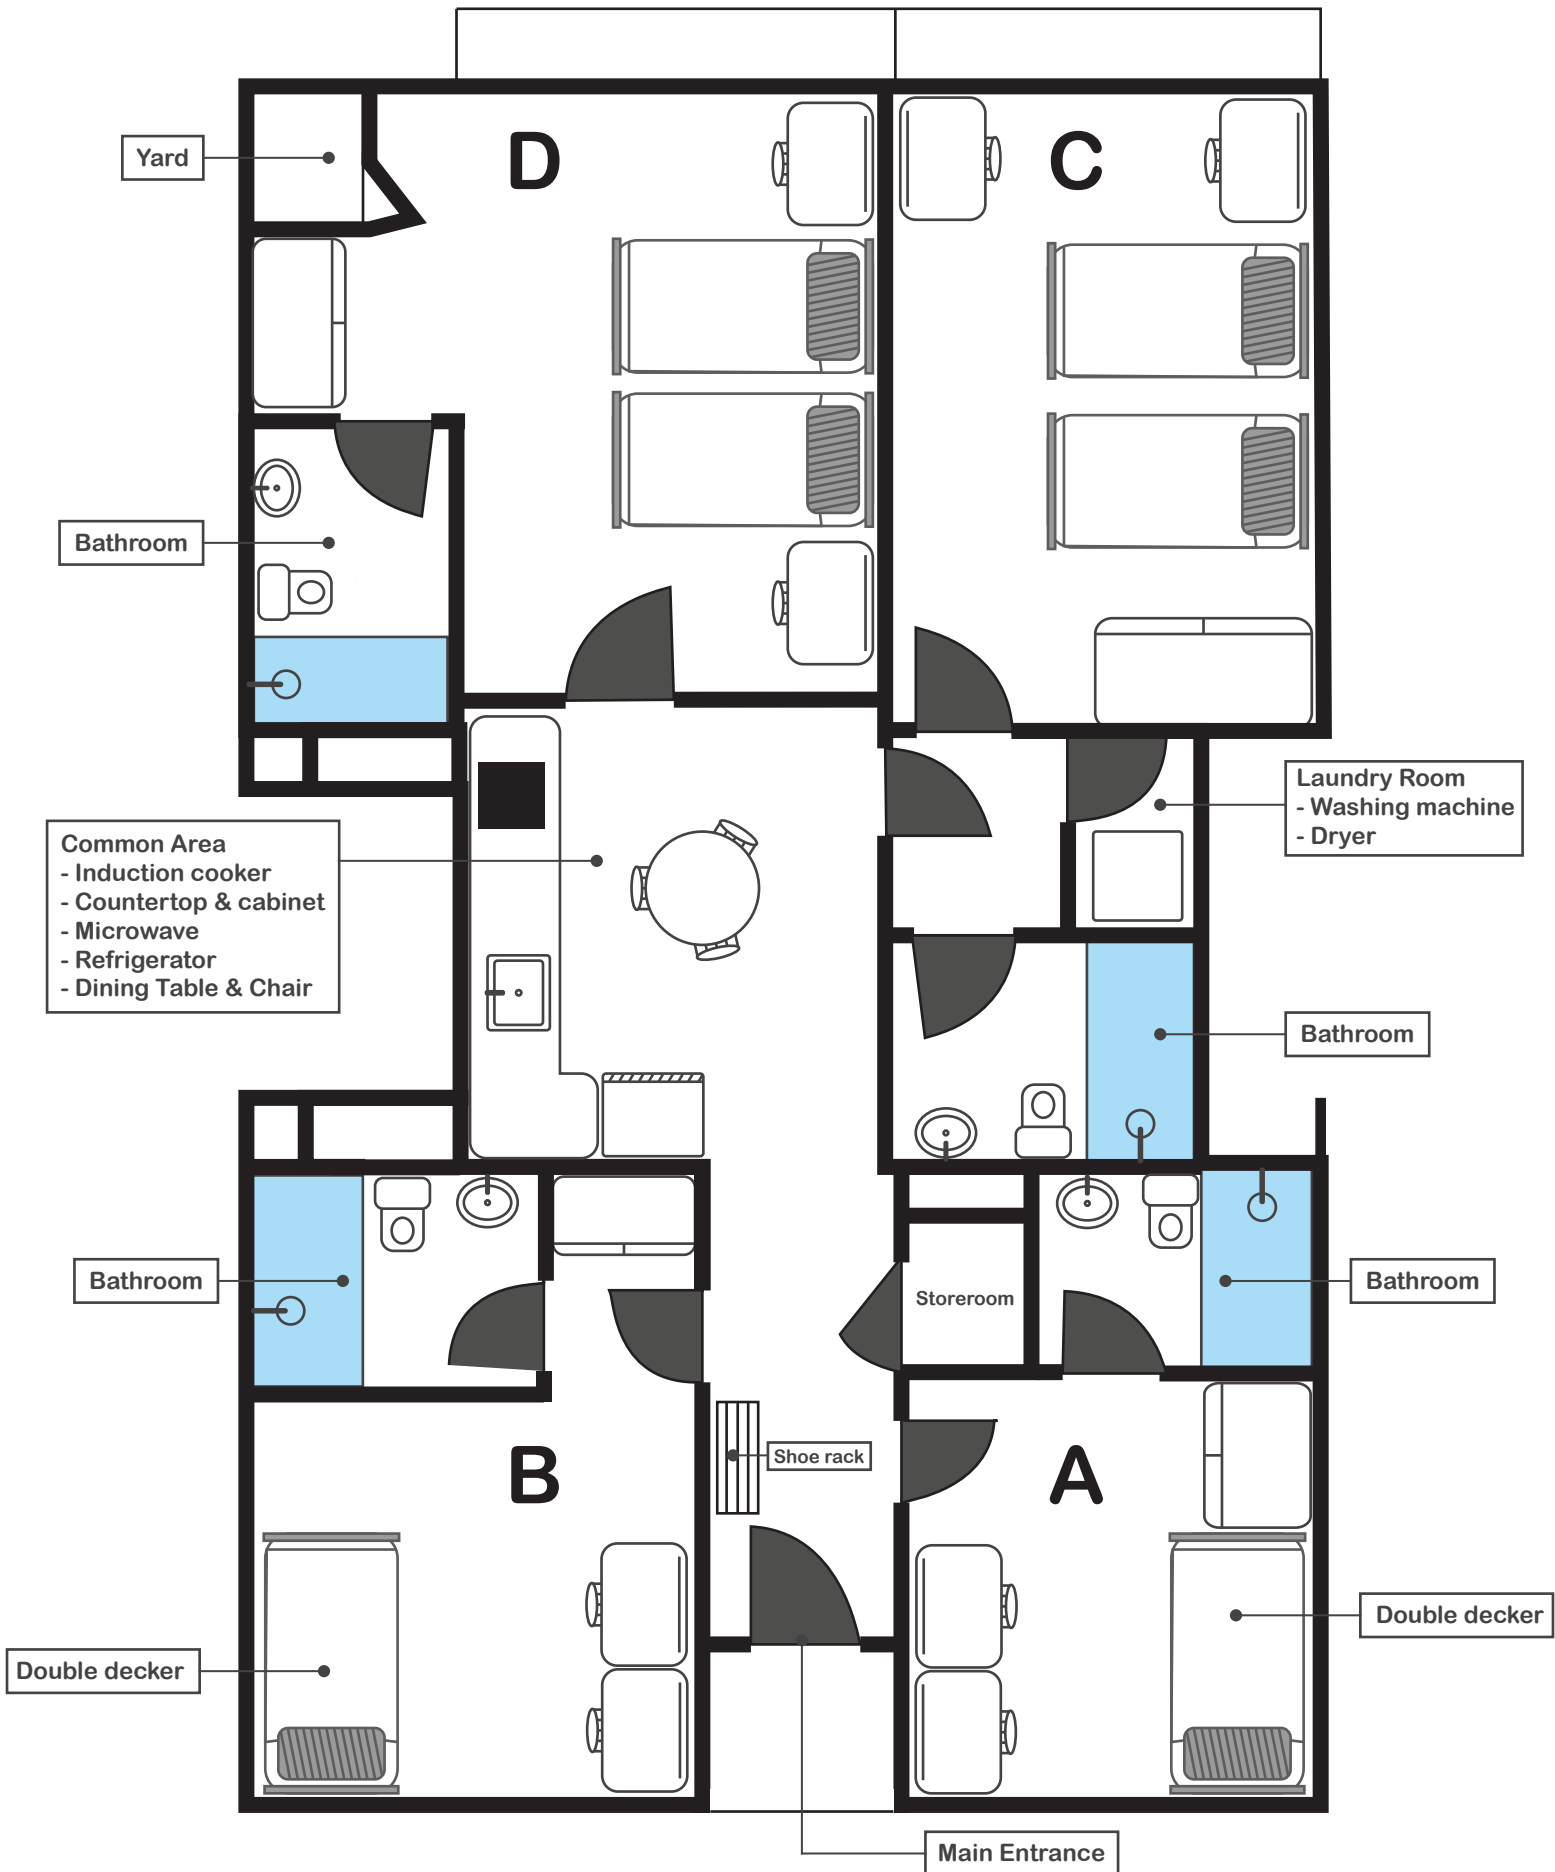 D
C
Yard
Bathroom
Laundry Room
- Washing machine
- Dryer
Common Area
- Induction cooker
- Countertop & cabinet
- Microwave
- Refrigerator
- Dining Table & Chair
Bathroom
Bathroom
Storeroom
Bathroom
B
Shoe rack
A
Double decker
Double decker
Main Entrance